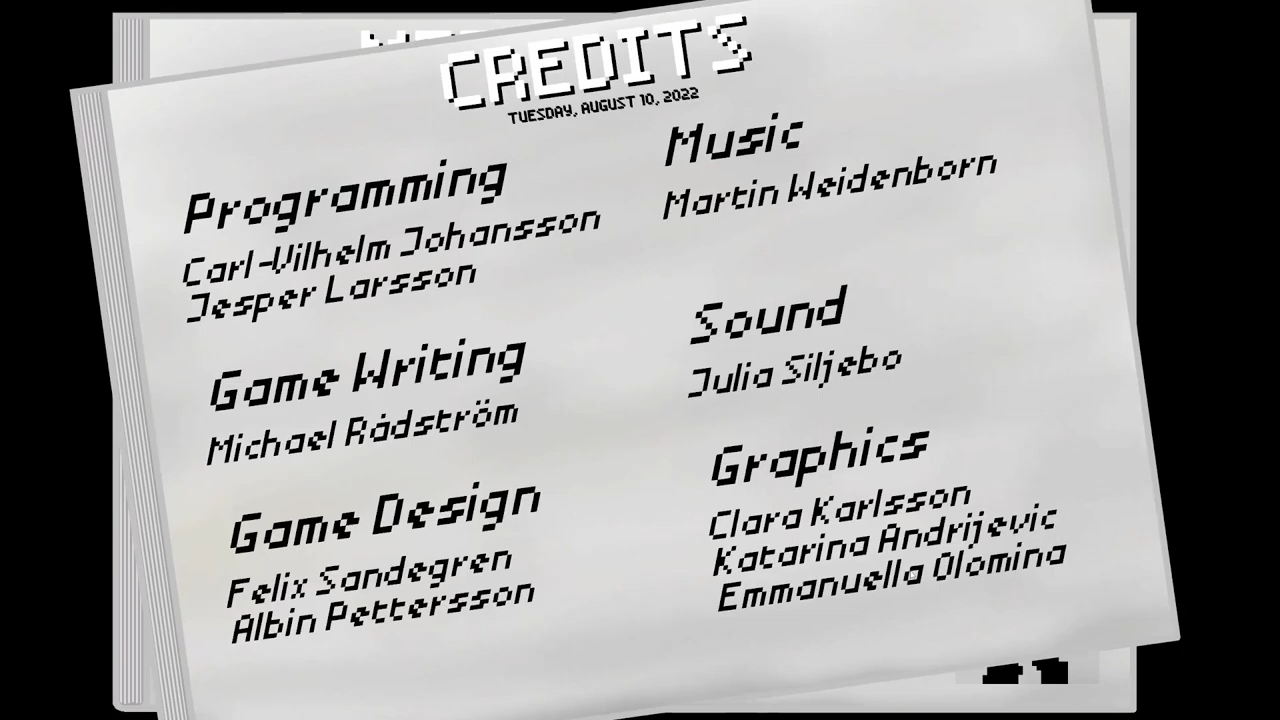 CREDITS
TUESDAY, AUGUST 10, 2022
Programming
Carl-Vilhelm Johansson
Jesper Larsson
Game Writing
Michael Rådström
Game Design
Felix Sandegren
Albin Pettersson
Music
Martin Weidenborn
Sound
Julia Siljebo
Graphics
Clara Karlsson
Katarina Andrijevic
Emmanuella Olomina